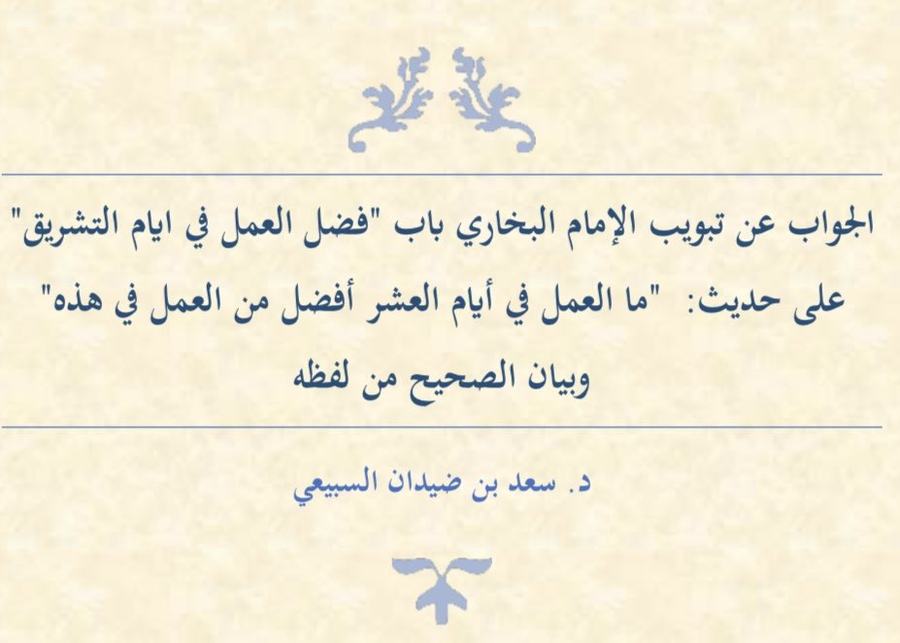 الجواب عن تبويب الإمام البخاري باب "فضل العمل في ايام التشريق"
على حديث: "ما العمل في أيام العشر أفضل من العمل في هذه"
وبيان الصحيح من لفظه
د. سعد بن ضيدان السبيعي